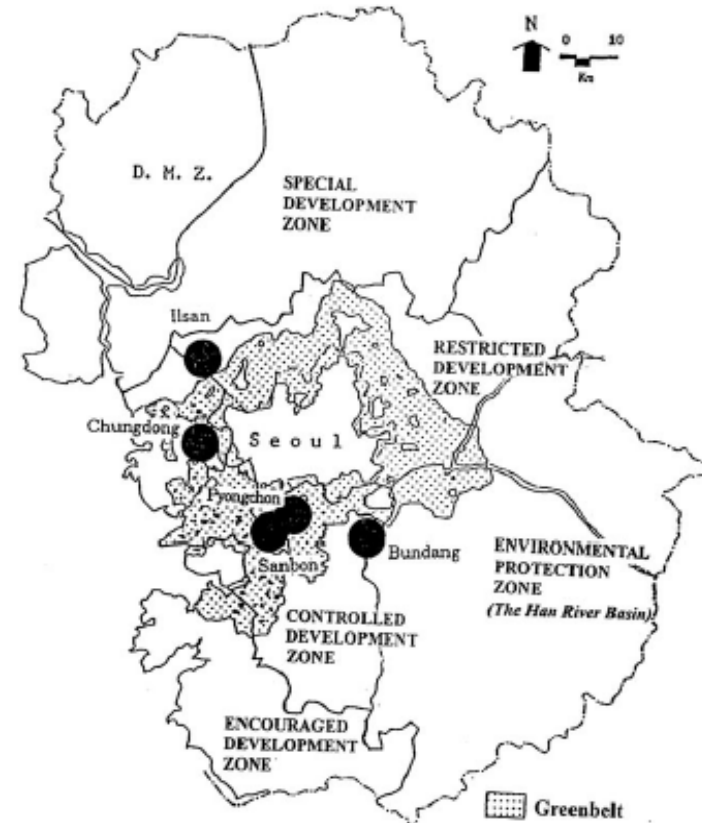 N
0 10
Km
D. M. Z.
SPECIAL
DEVELOPMENT
ZONE
Ilsan
RESTRICTED
DEVELOPMENT
ZONE
Chungdong
Seoul
Pyongchon
Sanbon
Bundang
ENVIRONMENTAL
PROTECTION
ZONE
(The Han River Basin)
CONTROLLED
DEVELOPMENT
ZONE
ENCOURAGED
DEVELOPMENT
ZONE
Greenbelt